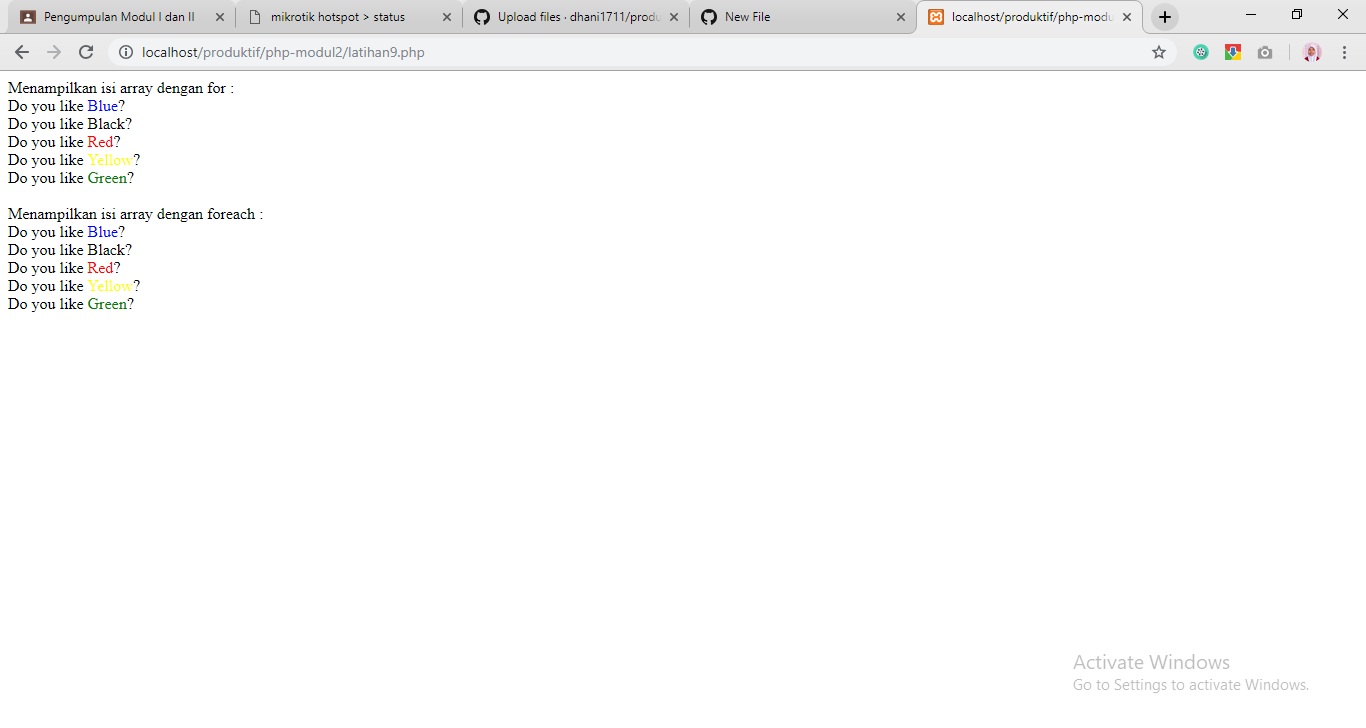 Pengumpulan Modul I dan II
mikrotik hotspot > status
Upload files · dhani1711/produ
New File
localhost/produktif/php-modu
localhost/produktif/php-modul2/latihan9.php
Menampilkan isi array dengan for :
Do you like Blue?
Do you like Black?
Do you like Red?
Do you like Yellow?
Do you like Green?
Menampilkan isi array dengan foreach :
Do you like Blue?
Do you like Black?
Do you like Red?
Do you like Yellow?
Do you like Green?
Activate Windows
Go to Settings to activate Windows.